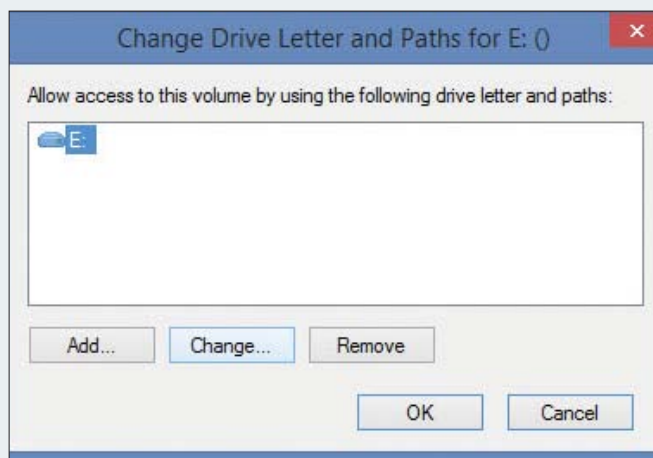 Change Drive Letter and Paths for E: ()
Allow access to this volume by using the following drive letter and paths:
E:
Add... Change... Remove
OK Cancel